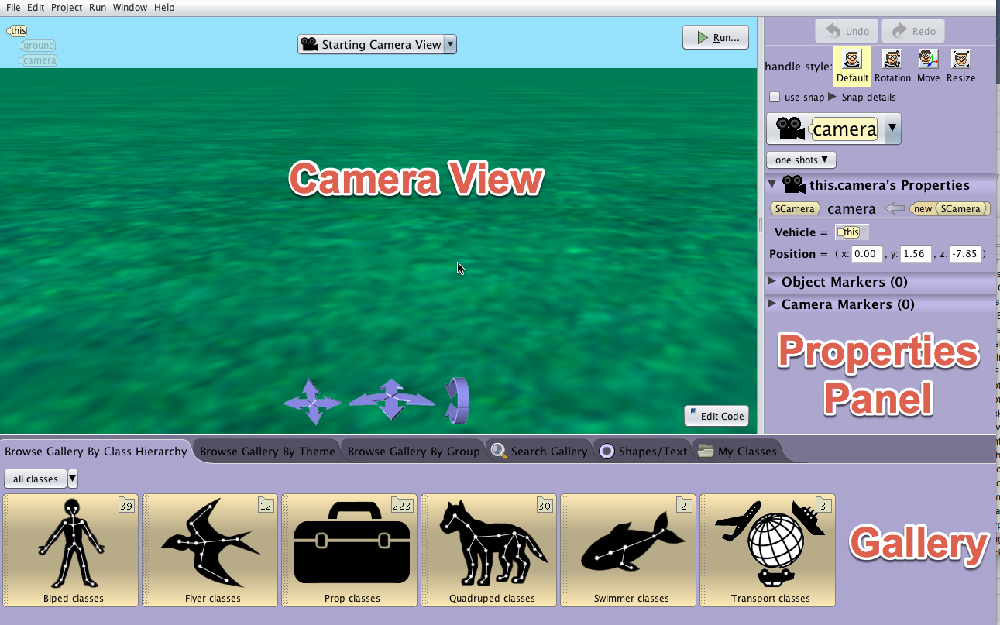 File Edit Project Run Window Help
this
ground
camera
Starting Camera View
Run...
Undo Redo
handle style:
Default Rotation Move Resize
use snap Snap details
camera
one shots
this.camera's Properties
SCamera camera new SCamera
Vehicle = this
Position = ( x: 0.00 , y: 1.56 , z: -7.85 )
Object Markers (0)
Camera Markers (0)
Camera View
Properties
Panel
Edit Code
Browse Gallery By Class Hierarchy Browse Gallery By Theme Browse Gallery By Group Search Gallery Shapes/Text My Classes
all classes
39 12 223 30 2 3
Biped classes Flyer classes Prop classes Quadruped classes Swimmer classes Transport classes
Gallery